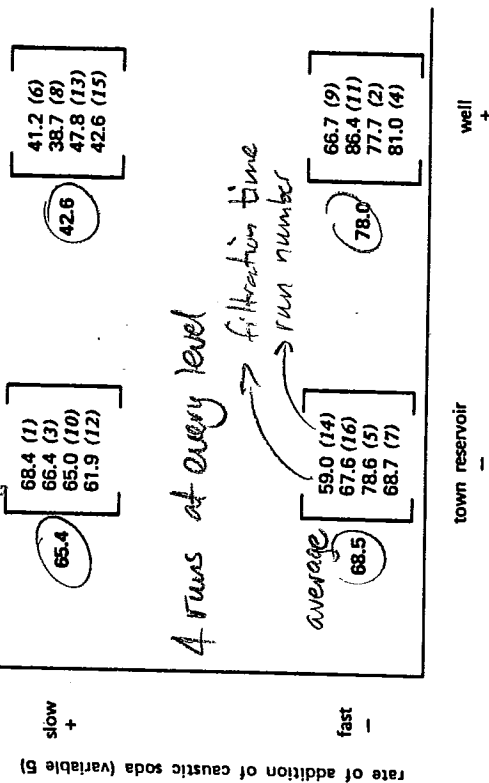 slow
+
65.4
68.4 (1)
66.4 (3)
65.0 (10)
61.9 (12)
42.6
41.2 (6)
38.7 (8)
47.8 (13)
42.6 (15)
4 runs at every level
filtration time
run number
average
fast
−
68.5
59.0 (14)
67.6 (16)
78.6 (5)
68.7 (7)
78.0
66.7 (9)
86.4 (11)
77.7 (2)
81.0 (4)
town reservoir
−
well
+
rate of addition of caustic soda (variable 5)